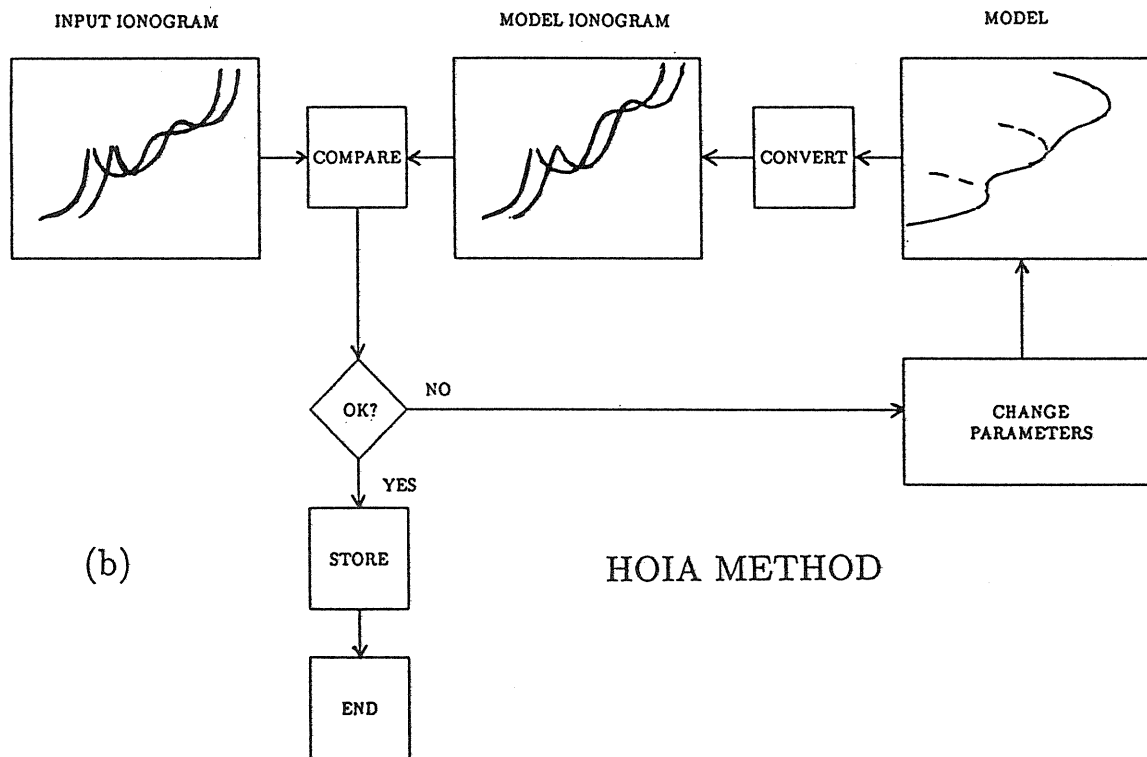 INPUT IONOGRAM
MODEL IONOGRAM
MODEL
COMPARE
CONVERT
OK?
NO
CHANGE
PARAMETERS
YES
STORE
(b)
HOIA METHOD
END